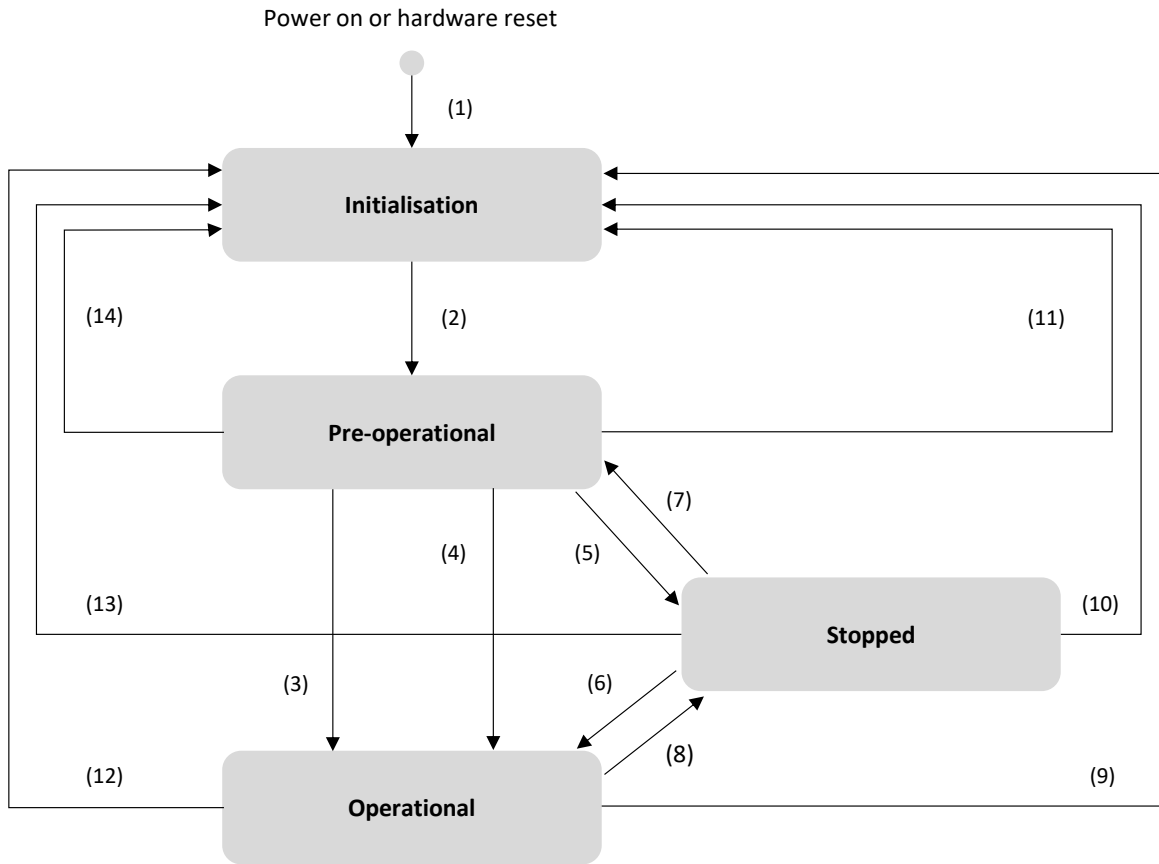 Power on or hardware reset
(1)
Initialisation
(14)
(2)
(11)
Pre-operational
(7)
(4)
(5)
(13)
(10)
Stopped
(3)
(6)
(8)
(12)
(9)
Operational